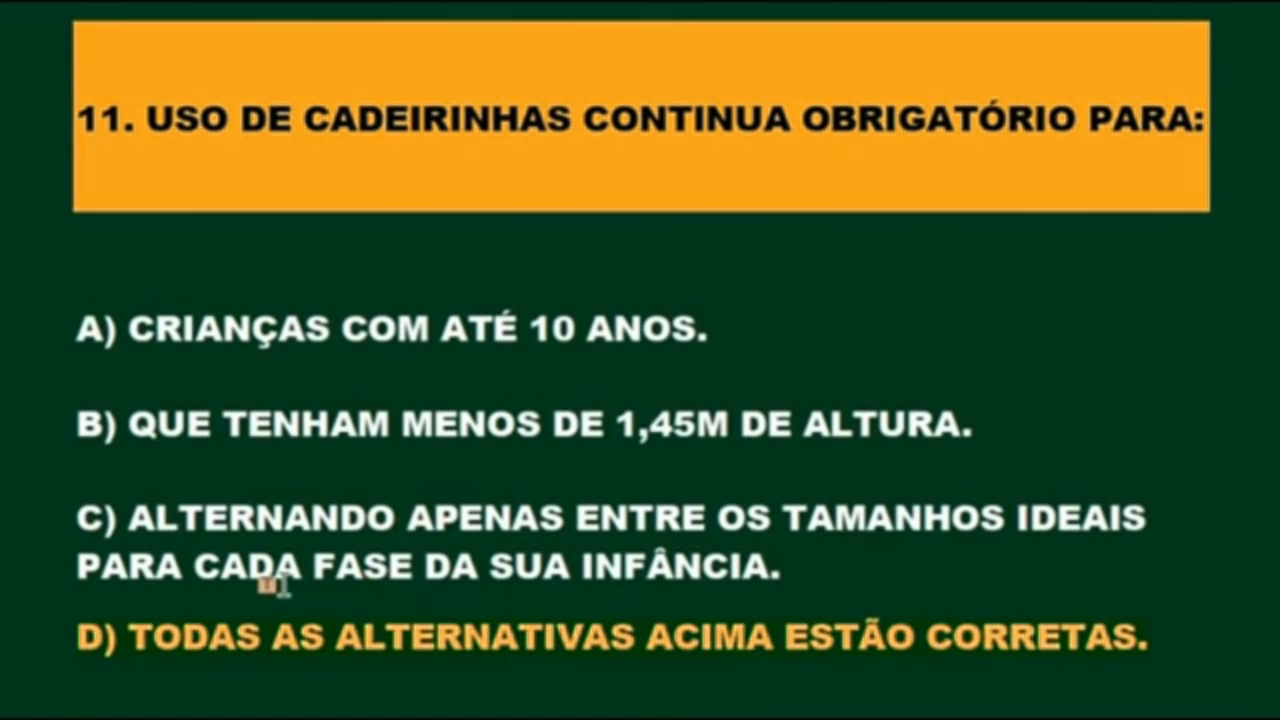 11. USO DE CADEIRINHAS CONTINUA OBRIGATÓRIO PARA:
A) CRIANÇAS COM ATÉ 10 ANOS.
B) QUE TENHAM MENOS DE 1,45M DE ALTURA.
C) ALTERNANDO APENAS ENTRE OS TAMANHOS IDEAIS
PARA CADA FASE DA SUA INFÂNCIA.
D) TODAS AS ALTERNATIVAS ACIMA ESTÃO CORRETAS.